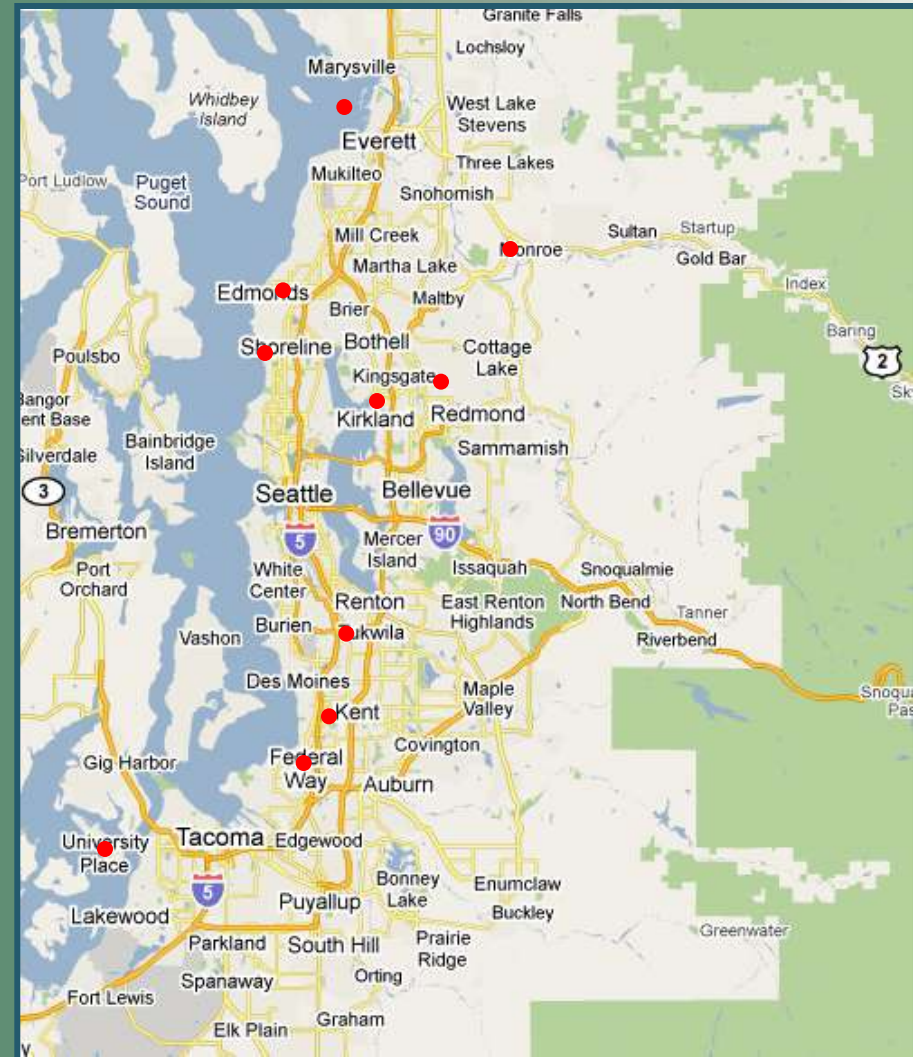 Granite Falls
Lochsloy
Marysville
Whidbey
Island
West Lake
Stevens
Everett
Three Lakes
Mukilteo
Port Ludlow
Puget
Sound
Snohomish
Mill Creek
Sultan
Startup
Monroe
Gold Bar
Martha Lake
Index
Edmonds
Maltby
Brier
Baring
2
Shoreline
Bothell
Cottage
Lake
Poulsbo
Kingsgate
Sky
Bangor
ent Base
Kirkland
Redmond
Bainbridge
Island
Silverdale
Sammamish
3
Seattle
Bellevue
Bremerton
5
90
Mercer
Island
Port
Orchard
White
Center
Issaquah
Snoqualmie
Renton
East Renton
Highlands
North Bend
Tanner
Burien
Tukwila
Vashon
Riverbend
Des Moines
Maple
Valley
Snoqua
Pas
Kent
Covington
Gig Harbor
Federal
Way
Auburn
University
Place
Tacoma
Edgewood
5
Bonney
Lake
Enumclaw
Puyallup
Lakewood
Buckley
Greenwater
Parkland
South Hill
Prairie
Ridge
Spanaway
Orting
Fort Lewis
Graham
Elk Plain